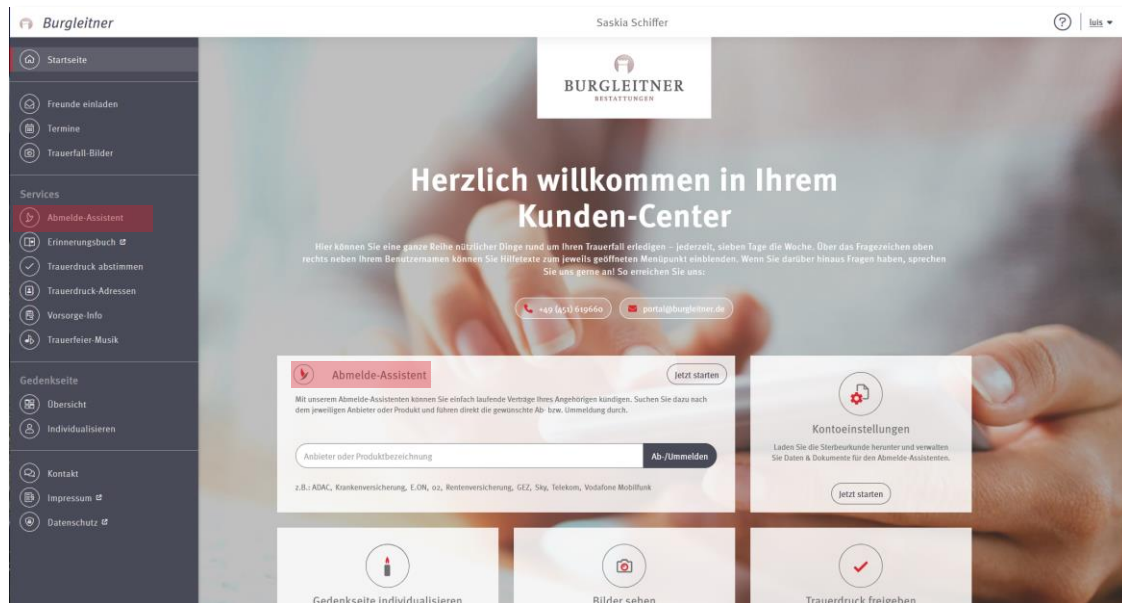 Burgleitner
Saskia Schiffer
?
luis
Startseite
Freunde einladen
Termine
Trauerfall-Bilder
Services
Abmelde-Assistent
Erinnerungsbuch
Trauerdruck abstimmen
Trauerdruck-Adressen
Vorsorge-Info
Trauerfeier-Musik
Gedenkseite
Übersicht
Individualisieren
Kontakt
Impressum
Datenschutz
BURGLEITNER
BESTATTUNGEN
Herzlich willkommen in Ihrem
Kunden-Center
Hier können Sie eine ganze Reihe nützlicher Dinge rund um Ihren Trauerfall erledigen – jederzeit, sieben Tage die Woche. Über das Fragezeichen oben
rechts neben Ihrem Benutzernamen können Sie Hilfetexte zum jeweils geöffneten Menüpunkt einblenden. Wenn Sie darüber hinaus Fragen haben, sprechen
Sie uns gerne an! So erreichen Sie uns:
+49 (451) 619660
portal@burgleitner.de
Abmelde-Assistent
Jetzt starten
Mit unserem Abmelde-Assistenten können Sie einfach laufende Verträge Ihres Angehörigen kündigen. Suchen Sie dazu nach
dem jeweiligen Anbieter oder Produkt und führen direkt die gewünschte Ab- bzw. Ummeldung durch.
Anbieter oder Produktbezeichnung
Ab-/Ummelden
z.B.: ADAC, Krankenversicherung, E.ON, o2, Rentenversicherung, GEZ, Sky, Telekom, Vodafone Mobilfunk
Kontoeinstellungen
Laden Sie die Sterbeurkunde herunter und verwalten
Sie Daten & Dokumente für den Abmelde-Assistenten.
Jetzt starten
Gedenkseite individualisieren
Bilder sehen
Trauerdruck freigeben